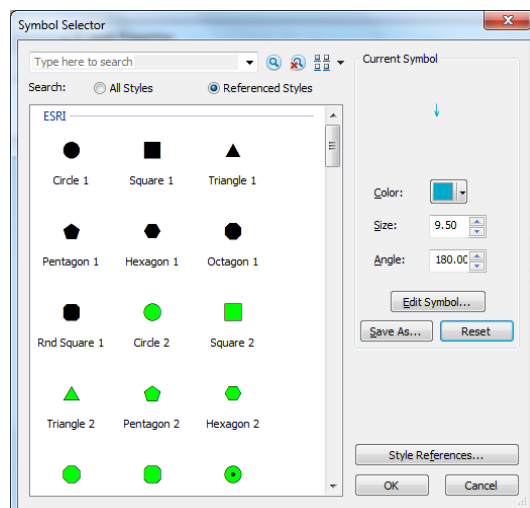 Symbol Selector
Type here to search
Search: All Styles Referenced Styles
ESRI
Circle 1 Square 1 Triangle 1
Pentagon 1 Hexagon 1 Octagon 1
Rnd Square 1 Circle 2 Square 2
Triangle 2 Pentagon 2 Hexagon 2
Current Symbol
Color:
Size: 9.50
Angle: 180.00
Edit Symbol...
Save As... Reset
Style References...
OK Cancel